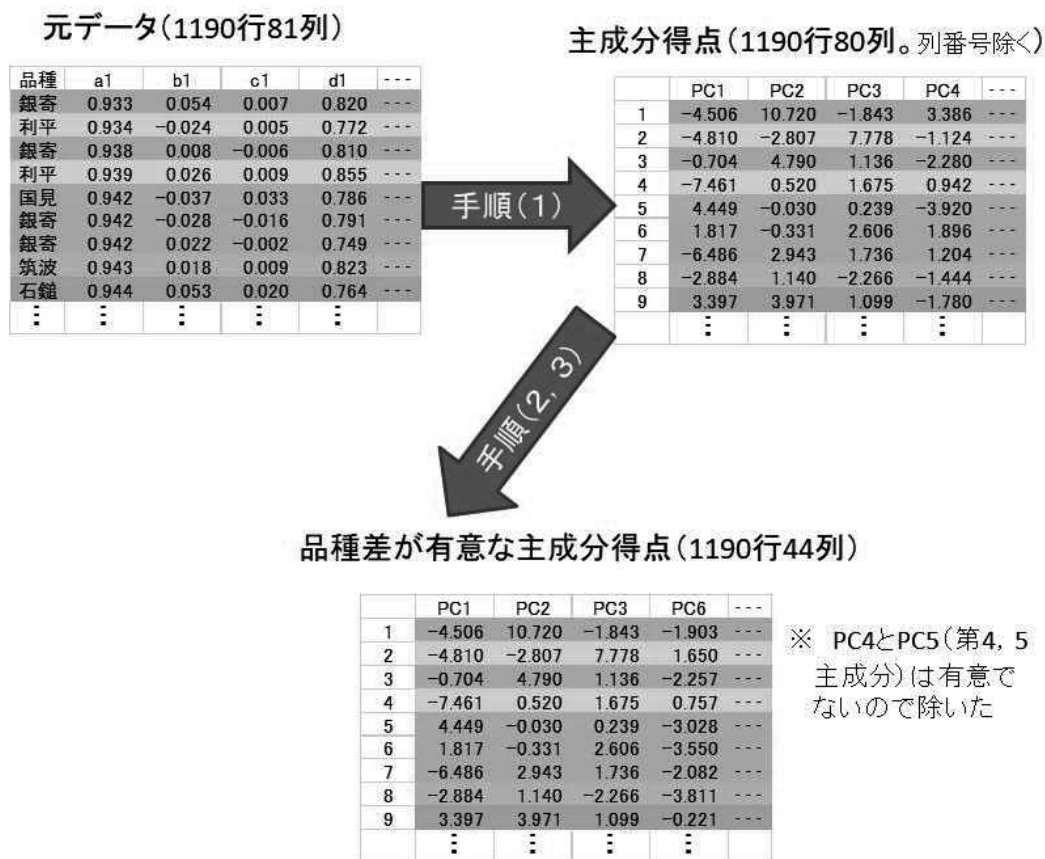 元データ(1190行81列)
品種 a1 b1 c1 d1 ---
銀寄 0.933 0.054 0.007 0.820 ---
利平 0.934 −0.024 0.005 0.772 ---
銀寄 0.938 0.008 −0.006 0.810 ---
利平 0.939 0.026 0.009 0.855 ---
国見 0.942 −0.037 0.033 0.786 ---
銀寄 0.942 −0.028 −0.016 0.791 ---
銀寄 0.942 0.022 −0.002 0.749 ---
筑波 0.943 0.018 0.009 0.823 ---
石鎚 0.944 0.053 0.020 0.764 ---
⋮ ⋮ ⋮ ⋮ ⋮
手順(1)
主成分得点(1190行80列。列番号除く)
PC1 PC2 PC3 PC4 ---
1 −4.506 10.720 −1.843 3.386 ---
2 −4.810 −2.807 7.778 −1.124 ---
3 −0.704 4.790 1.136 −2.280 ---
4 −7.461 0.520 1.675 0.942 ---
5 4.449 −0.030 0.239 −3.920 ---
6 1.817 −0.331 2.606 1.896 ---
7 −6.486 2.943 1.736 1.204 ---
8 −2.884 1.140 −2.266 −1.444 ---
9 3.397 3.971 1.099 −1.780 ---
⋮ ⋮ ⋮ ⋮
手順(2, 3)
品種差が有意な主成分得点(1190行44列)
PC1 PC2 PC3 PC6 ---
1 −4.506 10.720 −1.843 −1.903 ---
2 −4.810 −2.807 7.778 1.650 ---
3 −0.704 4.790 1.136 −2.257 ---
4 −7.461 0.520 1.675 0.757 ---
5 4.449 −0.030 0.239 −3.028 ---
6 1.817 −0.331 2.606 −3.550 ---
7 −6.486 2.943 1.736 −2.082 ---
8 −2.884 1.140 −2.266 −3.811 ---
9 3.397 3.971 1.099 −0.221 ---
⋮ ⋮ ⋮ ⋮
※ PC4とPC5(第4, 5
主成分)は有意で
ないので除いた